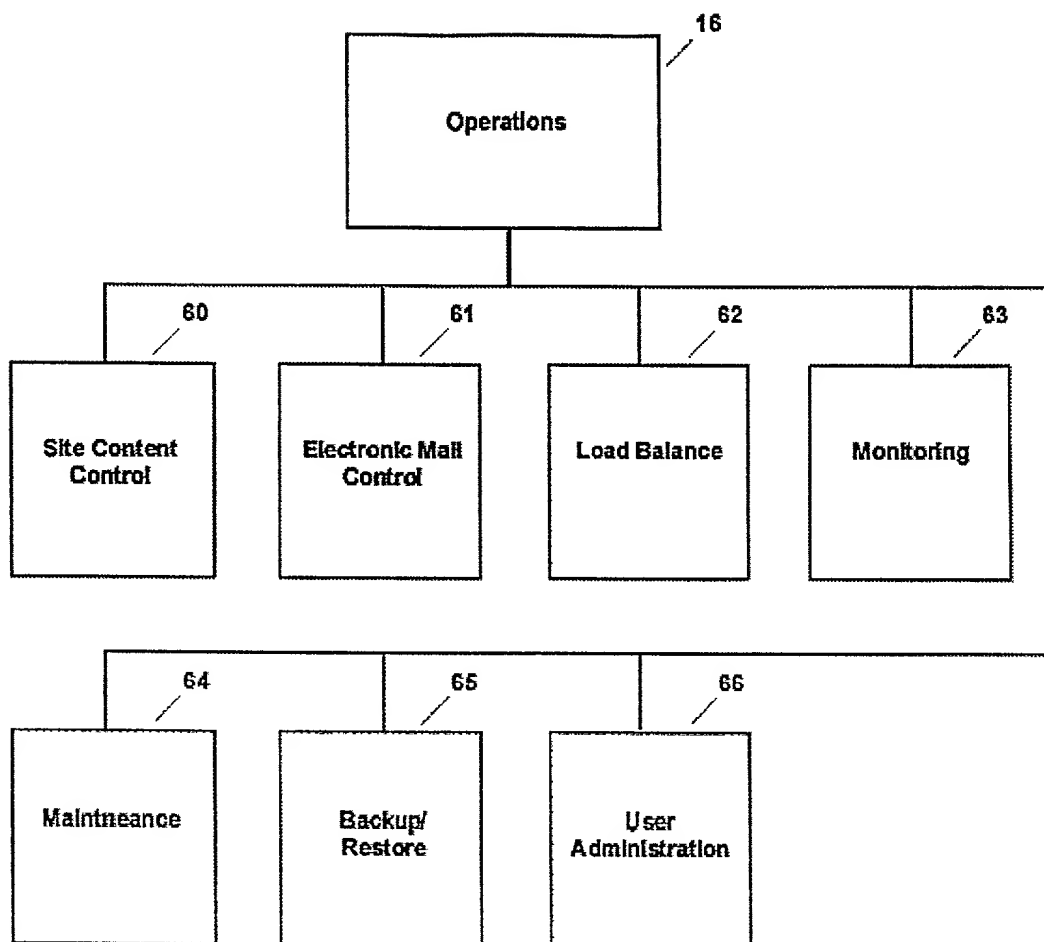 16
Operations
60
61
62
63
Site Content
Control
Electronic Mail
Control
Load Balance
Monitoring
64
65
66
Maintneance
Backup/
Restore
User
Administration